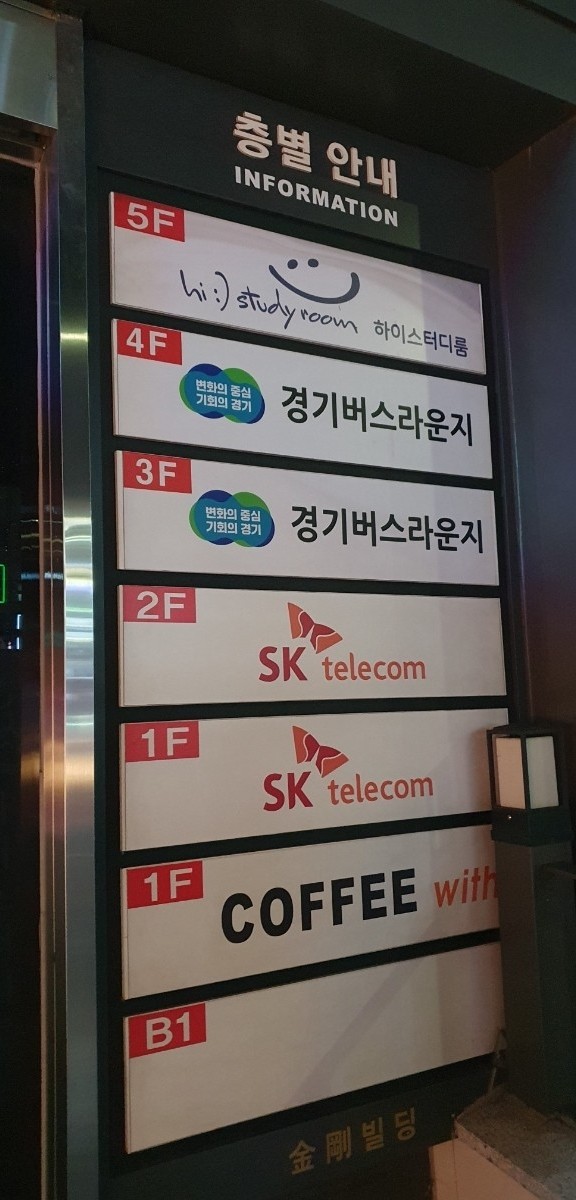 층별 안내
INFORMATION
5F
hi :) study room 하이스터디룸
4F
변화의 중심
기회의 경기
경기버스라운지
3F
변화의 중심
기회의 경기
경기버스라운지
2F
SK telecom
1F
SK telecom
1F
COFFEE with
B1
金剛빌딩